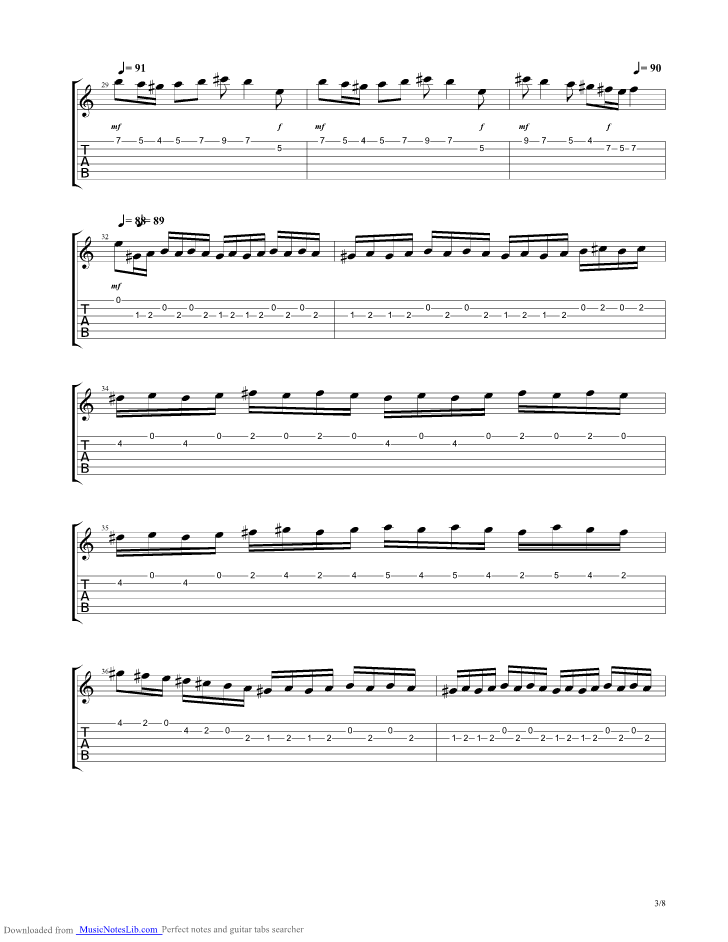 = 91 = 90
29
mf f mf f mf f
7 5 4 5 7 9 7 7 5 4 5 7 9 7 9 7 5 4
T 5 5 7 5 7
A
B
= 88 = 89
32
mf
0
T 0 0 0 0 0 0 0 2 0 2
A 1 2 2 2 1 2 1 2 2 2 1 2 1 2 2 2 1 2 1 2
B
34
0 0 2 0 2 0 0 0 2 0 2 0
T 4 4 4 4
A
B
35
0 0 2 4 2 4 5 4 5 4 2 5 4 2
T 4 4
A
B
36
4 2 0
T 4 2 0 0 0 0 0 0 0
A 2 1 2 1 2 2 2 1 2 1 2 2 2 1 2 1 2 2 2
B
3/8
Downloaded from MusicNotesLib.com Perfect notes and guitar tabs searcher